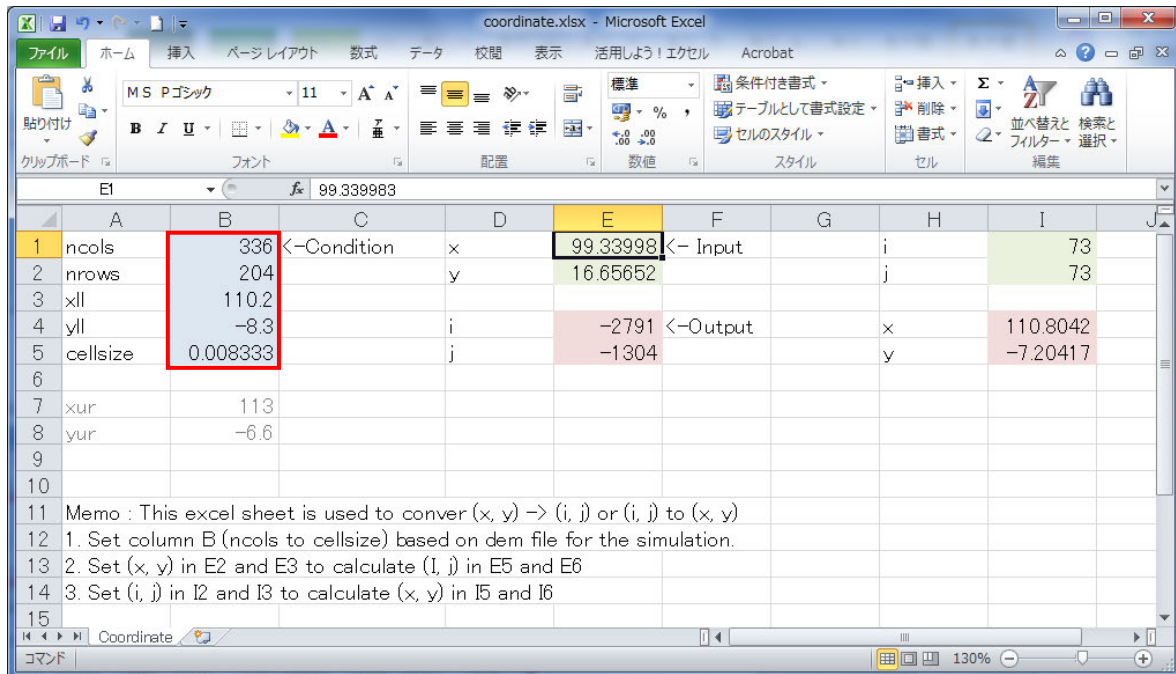 coordinate.xlsx - Microsoft Excel
ファイル ホーム 挿入 ページ レイアウト 数式 データ 校閲 表示 活用しよう！エクセル Acrobat
MS Pゴシック 11 標準 条件付き書式 挿入 Σ
貼り付け B I U A % , テーブルとして書式設定 削除 並べ替えと フィルター 検索と 選択
セルのスタイル 書式
クリップボード フォント 配置 数値 スタイル セル 編集
E1 fx 99.339983
A B C D E F G H I J
1 ncols 336 <-Condition x 99.33998 <- Input i 73
2 nrows 204 y 16.65652 j 73
3 xll 110.2
4 yll -8.3 i -2791 <-Output x 110.8042
5 cellsize 0.008333 j -1304 y -7.20417
6
7 xur 113
8 yur -6.6
9
10
11 Memo : This excel sheet is used to conver (x, y) -> (i, j) or (i, j) to (x, y)
12 1. Set column B (ncols to cellsize) based on dem file for the simulation.
13 2. Set (x, y) in E2 and E3 to calculate (I, j) in E5 and E6
14 3. Set (i, j) in I2 and I3 to calculate (x, y) in I5 and I6
15
Coordinate
コマンド 130%